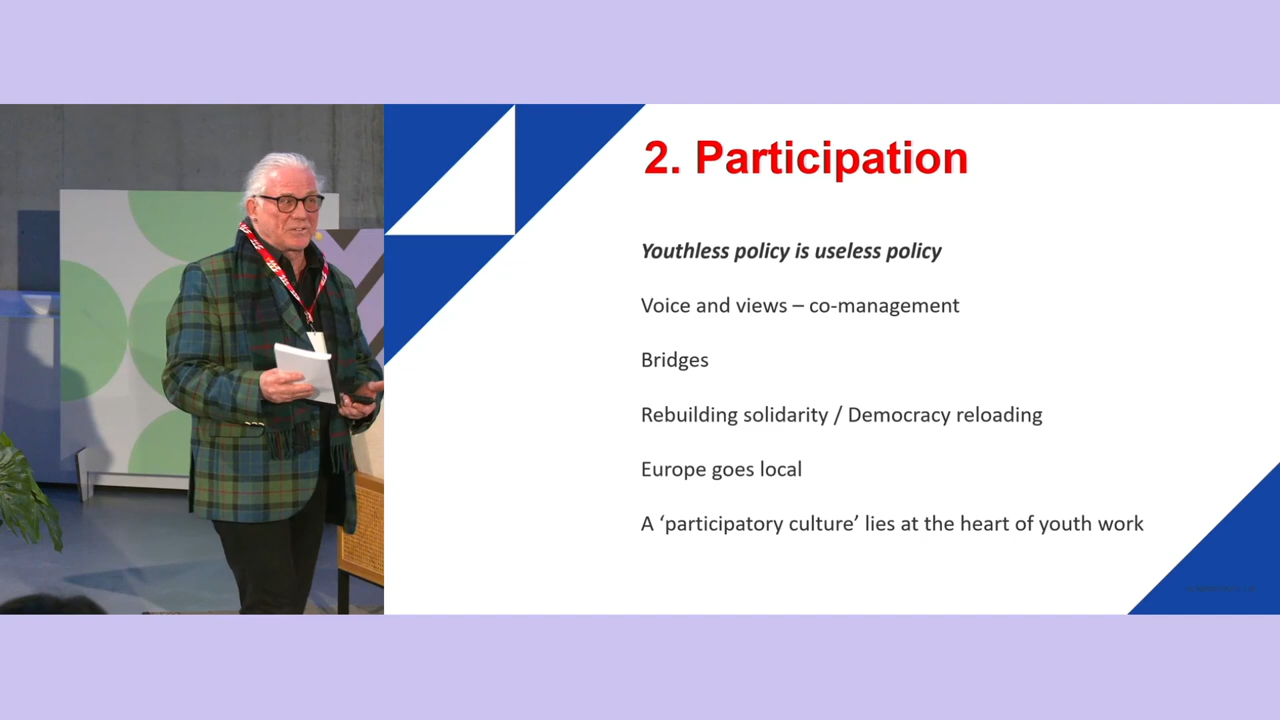 2. Participation
Youthless policy is useless policy
Voice and views – co-management
Bridges
Rebuilding solidarity / Democracy reloading
Europe goes local
A ‘participatory culture’ lies at the heart of youth work